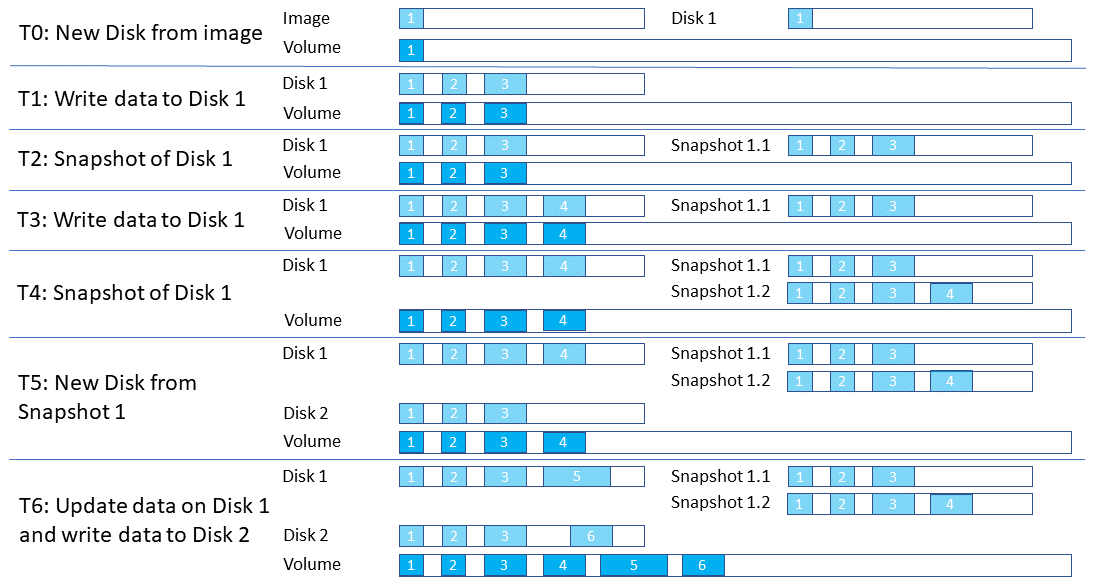 T0: New Disk from image
Image 1 Disk 1 1
Volume 1
T1: Write data to Disk 1
Disk 1 1 2 3
Volume 1 2 3
T2: Snapshot of Disk 1
Disk 1 1 2 3 Snapshot 1.1 1 2 3
Volume 1 2 3
T3: Write data to Disk 1
Disk 1 1 2 3 4 Snapshot 1.1 1 2 3
Volume 1 2 3 4
T4: Snapshot of Disk 1
Disk 1 1 2 3 4 Snapshot 1.1 1 2 3
Snapshot 1.2 1 2 3 4
Volume 1 2 3 4
T5: New Disk from
Snapshot 1
Disk 1 1 2 3 4 Snapshot 1.1 1 2 3
Snapshot 1.2 1 2 3 4
Disk 2 1 2 3
Volume 1 2 3 4
T6: Update data on Disk 1
and write data to Disk 2
Disk 1 1 2 3 5 Snapshot 1.1 1 2 3
Snapshot 1.2 1 2 3 4
Disk 2 1 2 3 6
Volume 1 2 3 4 5 6